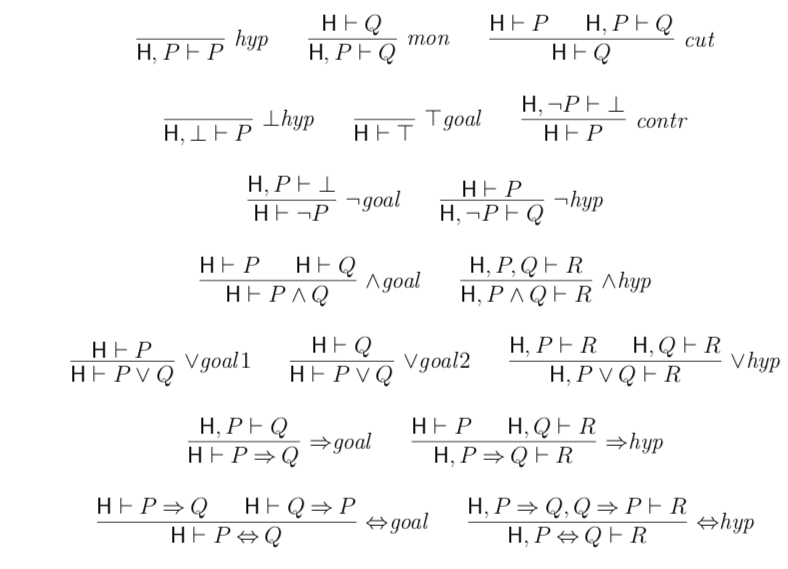 H, P ⊢ P hyp   H ⊢ Q / H, P ⊢ Q mon   H ⊢ P   H, P ⊢ Q / H ⊢ Q cut
H, ⊥ ⊢ P ⊥hyp   H ⊢ ⊤ ⊤goal   H, ¬P ⊢ ⊥ / H ⊢ P contr
H, P ⊢ ⊥ / H ⊢ ¬P ¬goal   H ⊢ P / H, ¬P ⊢ Q ¬hyp
H ⊢ P   H ⊢ Q / H ⊢ P ∧ Q ∧goal   H, P, Q ⊢ R / H, P ∧ Q ⊢ R ∧hyp
H ⊢ P / H ⊢ P ∨ Q ∨goal1   H ⊢ Q / H ⊢ P ∨ Q ∨goal2   H, P ⊢ R   H, Q ⊢ R / H, P ∨ Q ⊢ R ∨hyp
H, P ⊢ Q / H ⊢ P ⇒ Q ⇒goal   H ⊢ P   H, Q ⊢ R / H, P ⇒ Q ⊢ R ⇒hyp
H ⊢ P ⇒ Q   H ⊢ Q ⇒ P / H ⊢ P ⇔ Q ⇔goal   H, P ⇒ Q, Q ⇒ P ⊢ R / H, P ⇔ Q ⊢ R ⇔hyp